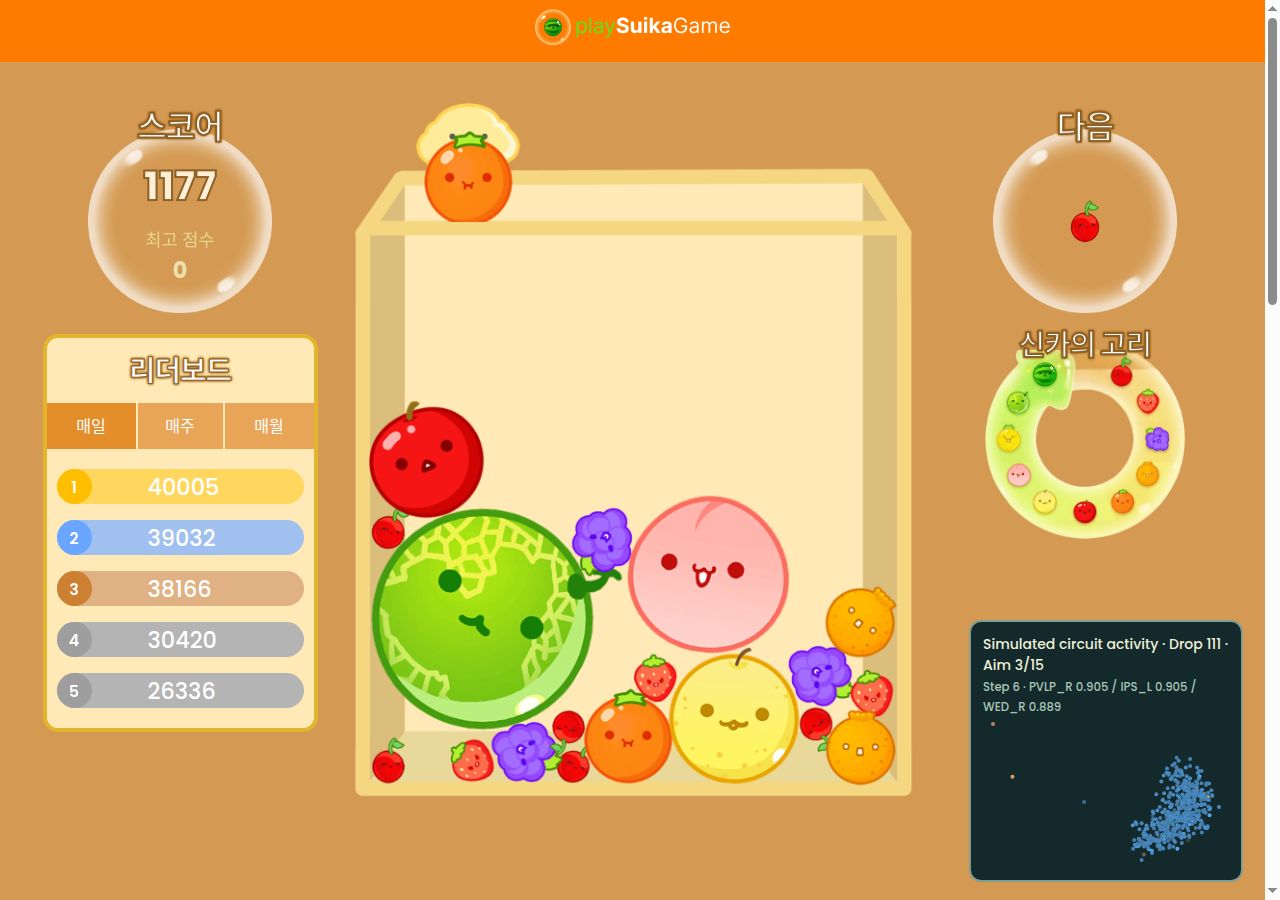 playSuikaGame
스코어
1177
최고 점수
0
다음
신카의 고리
리더보드
매일 매주 매월
1 40005
2 39032
3 38166
4 30420
5 26336
Simulated circuit activity · Drop 111 ·
Aim 3/15
Step 6 · PVLP_R 0.905 / IPS_L 0.905 /
WED_R 0.889